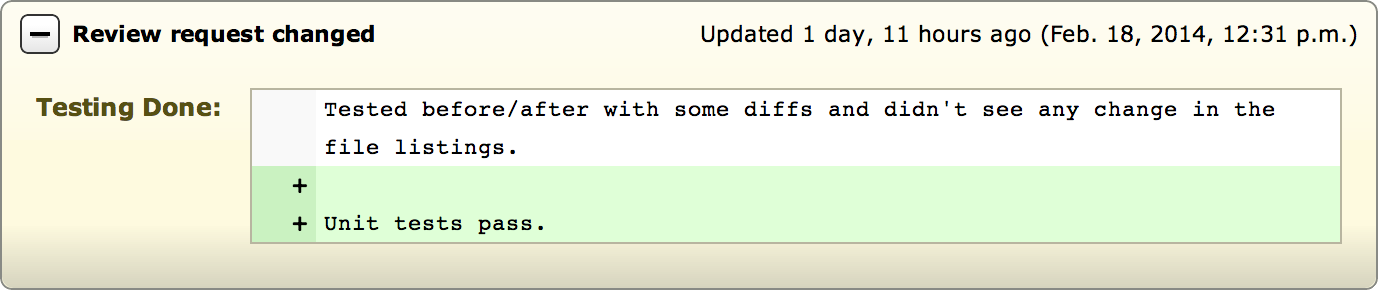 Review request changed
Updated 1 day, 11 hours ago (Feb. 18, 2014, 12:31 p.m.)
Testing Done:
Tested before/after with some diffs and didn't see any change in the
file listings.
+
+ Unit tests pass.